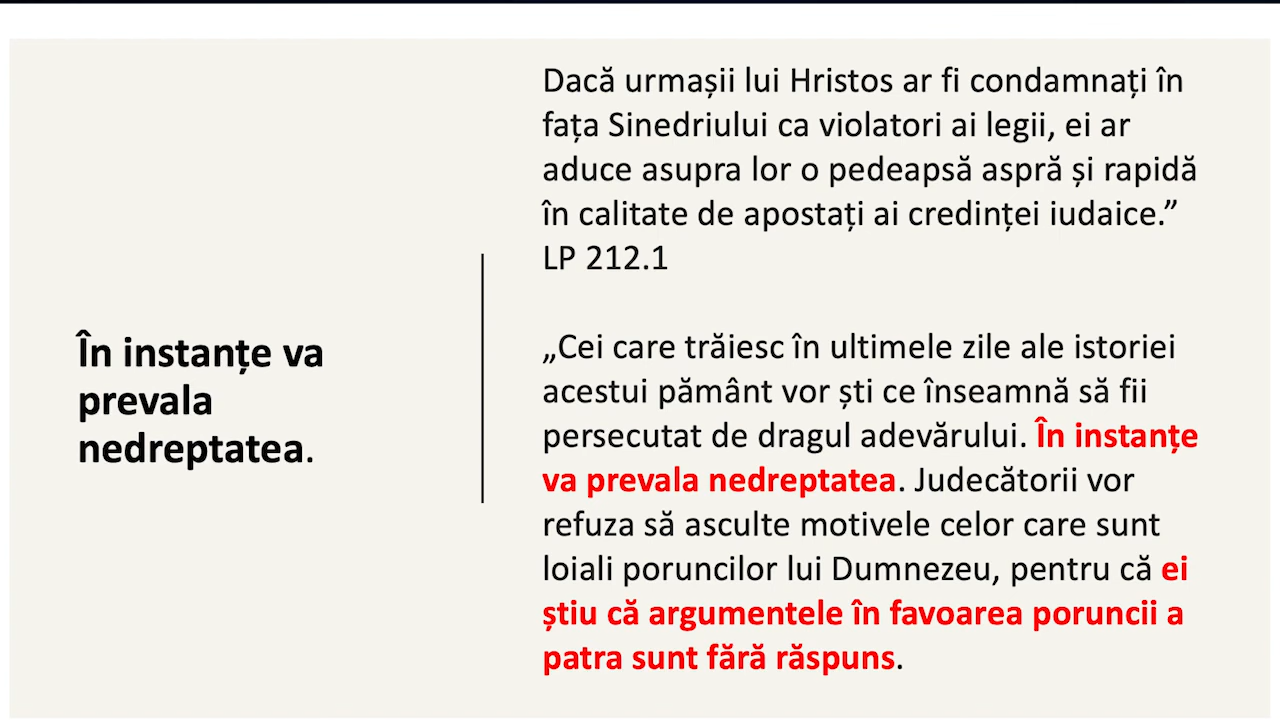 În instanțe va
prevala
nedreptatea.
Dacă urmașii lui Hristos ar fi condamnați în
fața Sinedriului ca violatori ai legii, ei ar
aduce asupra lor o pedeapsă aspră și rapidă
în calitate de apostați ai credinței iudaice.”
LP 212.1
„Cei care trăiesc în ultimele zile ale istoriei
acestui pământ vor ști ce înseamnă să fii
persecutat de dragul adevărului. În instanțe
va prevala nedreptatea. Judecătorii vor
refuza să asculte motivele celor care sunt
loiali poruncilor lui Dumnezeu, pentru că ei
știu că argumentele în favoarea poruncii a
patra sunt fără răspuns.